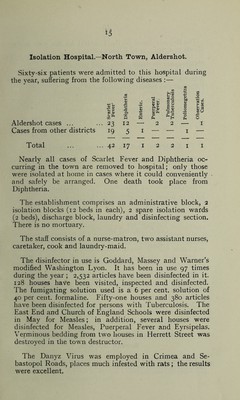 15
Isolation Hospital.—North Town, Aldershot.
Sixty-six patients were admitted to this hospital during
the year, suffering from the following diseases :—
Scarlet Fever. Diphtheria. Enteric. Puerperal Fever. Pulmonary Tuberculosis Poliomyengitis Observation Cases.
Aldershot cases ... ... 23 12 — 2 2 — 1
Cases from other districts 19 5 1 — — 1 —
Total ... ... 42 17 1 2 2 1 1
Nearly all cases of Scarlet Fever and Diphtheria oc-
curring in the town are removed to hospital; only those
were isolated at home in cases where it could conveniently
and safely be arranged. One death took place from
Diphtheria.
The establishment comprises an administrative block, 2
isolation blocks (12 beds in each), 2 spare isolation wards
(2 beds), discharge block, laundry and disinfecting section.
There is no mortuary.
The staff consists of a nurse-matron, two assistant nurses,
caretaker, cook and laundry-maid.
The disinfector in use is Goddard, Massey and Warner's
modified Washington Lyon. It has been in use 97 times
during the year; 2,532 articles have been disinfected in it.
128 houses have been visited, inspected and disinfected.
The fumigating solution used is a 6 per cent. solution of
40 per cent. formaline. Fifty-one houses and 380 articles
have been disinfected for persons with Tuberculosis. The
East End and Church of England Schools were disinfected
in May for Measles; in addition, several houses were
disinfected for Measles, Puerperal Fever and Eyrsipelas.
Verminous bedding from two houses in Herrett Street was
destroyed in the town destructor.
The Danyz Virus was employed in Crimea and Se-
bastopol Roads, places much infested with rats; the results
were excellent.